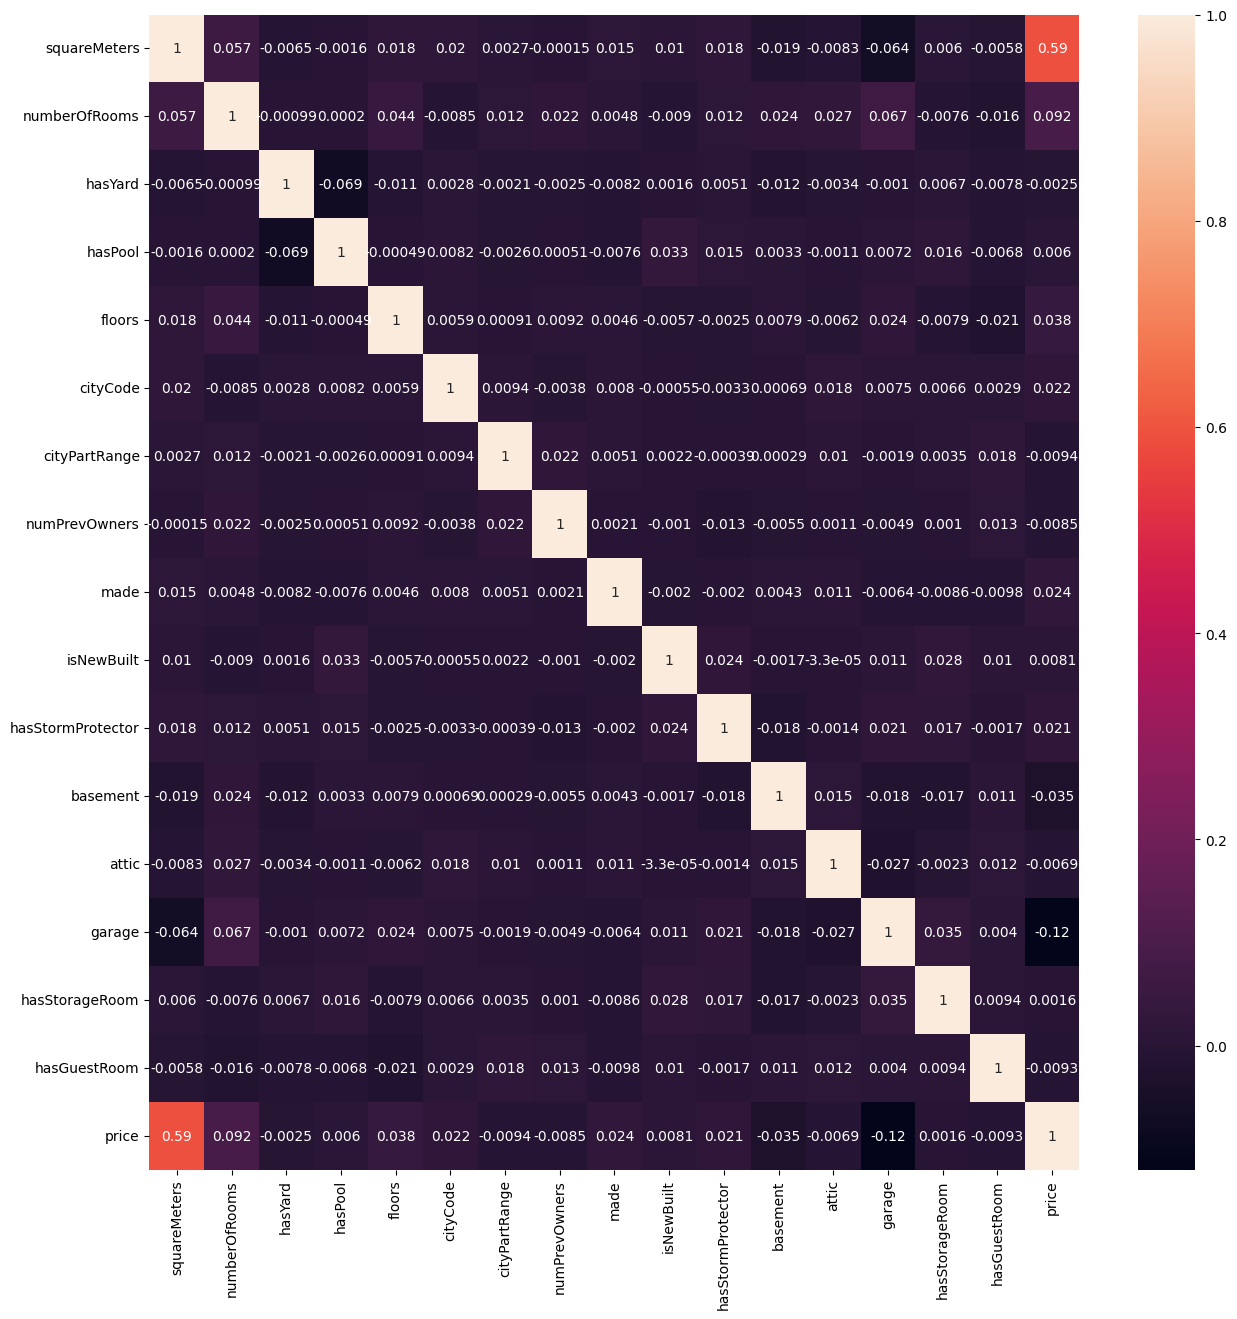 squareMeters 1 0.057 -0.0065 -0.0016 0.018 0.02 0.0027 -0.00015 0.015 0.01 0.018 -0.019 -0.0083 -0.064 0.006 -0.0058 0.59
numberOfRooms 0.057 1 -0.00099 0.0002 0.044 -0.0085 0.012 0.022 0.0048 -0.009 0.012 0.024 0.027 0.067 -0.0076 -0.016 0.092
hasYard -0.0065 -0.00099 1 -0.069 -0.011 0.0028 -0.0021 -0.0025 -0.0082 0.0016 0.0051 -0.012 -0.0034 -0.001 0.0067 -0.0078 -0.0025
hasPool -0.0016 0.0002 -0.069 1 -0.00049 0.0082 -0.0026 0.00051 -0.0076 0.033 0.015 0.0033 -0.0011 0.0072 0.016 -0.0068 0.006
floors 0.018 0.044 -0.011 -0.00049 1 0.0059 0.00091 0.0092 0.0046 -0.0057 -0.0025 0.0079 -0.0062 0.024 -0.0079 -0.021 0.038
cityCode 0.02 -0.0085 0.0028 0.0082 0.0059 1 0.0094 -0.0038 0.008 -0.00055 -0.0033 0.00069 0.018 0.0075 0.0066 0.0029 0.022
cityPartRange 0.0027 0.012 -0.0021 -0.0026 0.00091 0.0094 1 0.022 0.0051 0.0022 -0.00039 0.00029 0.01 -0.0019 0.0035 0.018 -0.0094
numPrevOwners -0.00015 0.022 -0.0025 0.00051 0.0092 -0.0038 0.022 1 0.0021 -0.001 -0.013 -0.0055 0.0011 -0.0049 0.001 0.013 -0.0085
made 0.015 0.0048 -0.0082 -0.0076 0.0046 0.008 0.0051 0.0021 1 -0.002 -0.002 0.0043 0.011 -0.0064 -0.0086 -0.0098 0.024
isNewBuilt 0.01 -0.009 0.0016 0.033 -0.0057 -0.00055 0.0022 -0.001 -0.002 1 0.024 -0.0017 -3.3e-05 0.011 0.028 0.01 0.0081
hasStormProtector 0.018 0.012 0.0051 0.015 -0.0025 -0.0033 -0.00039 -0.013 -0.002 0.024 1 -0.018 -0.0014 0.021 0.017 -0.0017 0.021
basement -0.019 0.024 -0.012 0.0033 0.0079 0.00069 0.00029 -0.0055 0.0043 -0.0017 -0.018 1 0.015 -0.018 -0.017 0.011 -0.035
attic -0.0083 0.027 -0.0034 -0.0011 -0.0062 0.018 0.01 0.0011 0.011 -3.3e-05 -0.0014 0.015 1 -0.027 -0.0023 0.012 -0.0069
garage -0.064 0.067 -0.001 0.0072 0.024 0.0075 -0.0019 -0.0049 -0.0064 0.011 0.021 -0.018 -0.027 1 0.035 0.004 -0.12
hasStorageRoom 0.006 -0.0076 0.0067 0.016 -0.0079 0.0066 0.0035 0.001 -0.0086 0.028 0.017 -0.017 -0.0023 0.035 1 0.0094 0.0016
hasGuestRoom -0.0058 -0.016 -0.0078 -0.0068 -0.021 0.0029 0.018 0.013 -0.0098 0.01 -0.0017 0.011 0.012 0.004 0.0094 1 -0.0093
price 0.59 0.092 -0.0025 0.006 0.038 0.022 -0.0094 -0.0085 0.024 0.0081 0.021 -0.035 -0.0069 -0.12 0.0016 -0.0093 1
squareMeters
numberOfRooms
hasYard
hasPool
floors
cityCode
cityPartRange
numPrevOwners
made
isNewBuilt
hasStormProtector
basement
attic
garage
hasStorageRoom
hasGuestRoom
price
1.0
0.8
0.6
0.4
0.2
0.0